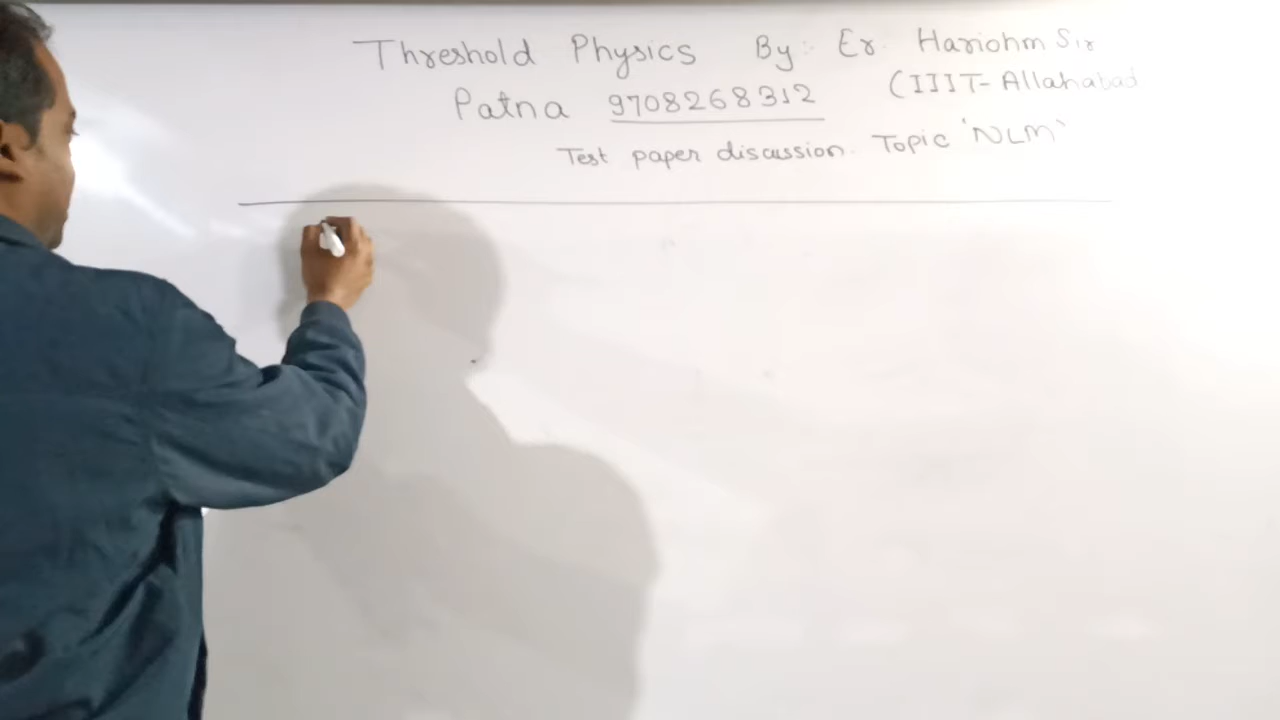 Threshold Physics By: Er. Hariohm Sir
Patna 9708268312 (IIIT-Allahabad
Test paper discussion. Topic 'NLM'